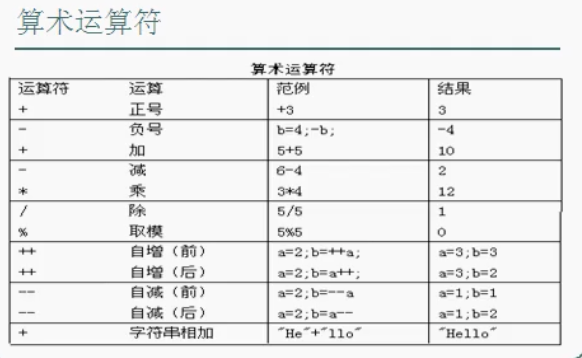 算术运算符
算术运算符
运算符 运算 范例 结果
+ 正号 +3 3
- 负号 b=4;-b; -4
+ 加 5+5 10
- 减 6-4 2
* 乘 3*4 12
/ 除 5/5 1
% 取模 5%5 0
++ 自增（前） a=2;b=++a; a=3;b=3
++ 自增（后） a=2;b=a++; a=3;b=2
-- 自减（前） a=2;b=--a a=1;b=1
-- 自减（后） a=2;b=a-- a=1;b=2
+ 字符串相加 "He"+"llo" "Hello"